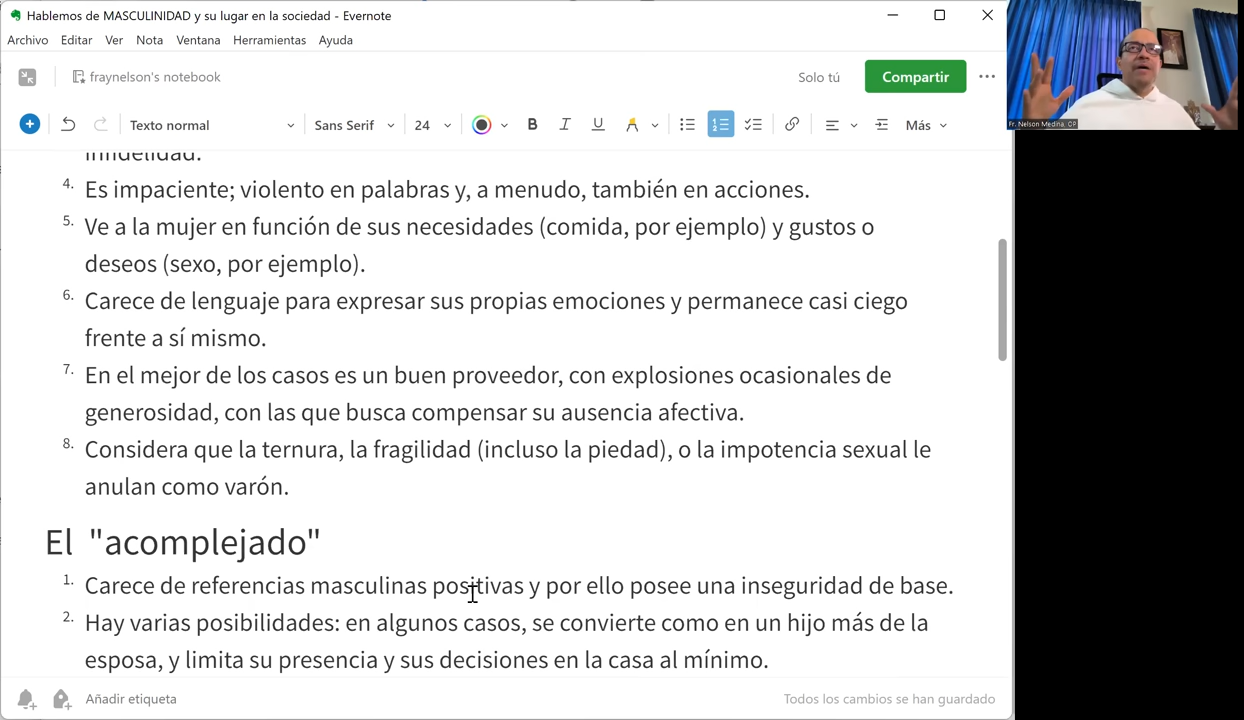 Hablemos de MASCULINIDAD y su lugar en la sociedad - Evernote
Archivo Editar Ver Nota Ventana Herramientas Ayuda
fraynelson's notebook Solo tú Compartir
Texto normal Sans Serif 24 B I U A Más
infidelidad.
4. Es impaciente; violento en palabras y, a menudo, también en acciones.
5. Ve a la mujer en función de sus necesidades (comida, por ejemplo) y gustos o
deseos (sexo, por ejemplo).
6. Carece de lenguaje para expresar sus propias emociones y permanece casi ciego
frente a sí mismo.
7. En el mejor de los casos es un buen proveedor, con explosiones ocasionales de
generosidad, con las que busca compensar su ausencia afectiva.
8. Considera que la ternura, la fragilidad (incluso la piedad), o la impotencia sexual le
anulan como varón.
El "acomplejado"
1. Carece de referencias masculinas positivas y por ello posee una inseguridad de base.
2. Hay varias posibilidades: en algunos casos, se convierte como en un hijo más de la
esposa, y limita su presencia y sus decisiones en la casa al mínimo.
Añadir etiqueta Todos los cambios se han guardado
Fr. Nelson Medina, OP